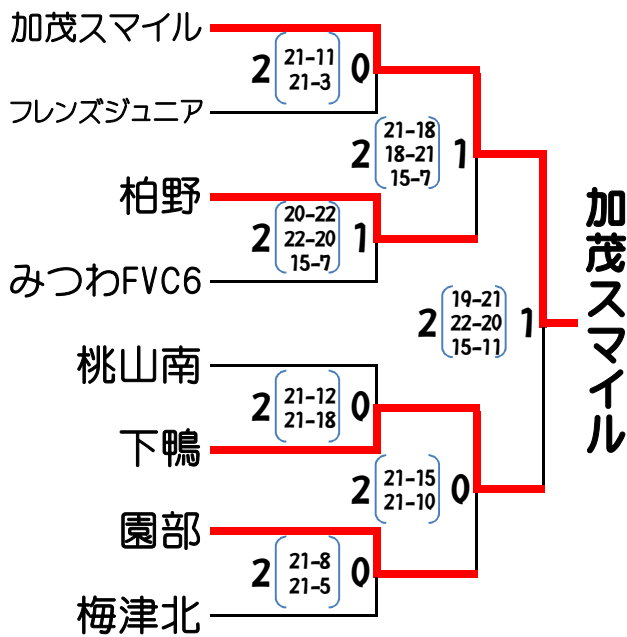 加茂スマイル
2 21-11 0
21-3
フレンズジュニア
2 21-18 1
18-21
15-7
柏野
2 20-22 1
22-20
15-7
みつわFVC6
加茂スマイル
2 19-21 1
22-20
15-11
桃山南
2 21-12 0
21-18
下鴨
2 21-15 0
21-10
園部
2 21-8 0
21-5
梅津北